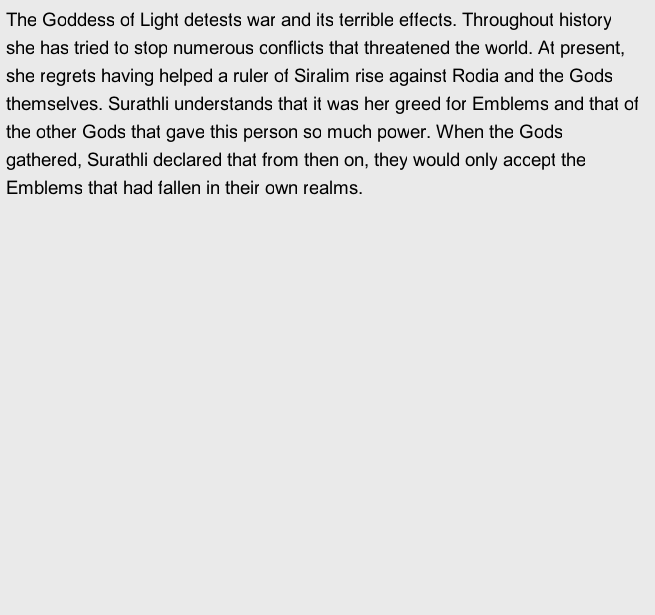 The Goddess of Light detests war and its terrible effects. Throughout history
she has tried to stop numerous conflicts that threatened the world. At present,
she regrets having helped a ruler of Siralim rise against Rodia and the Gods
themselves. Surathli understands that it was her greed for Emblems and that of
the other Gods that gave this person so much power. When the Gods
gathered, Surathli declared that from then on, they would only accept the
Emblems that had fallen in their own realms.